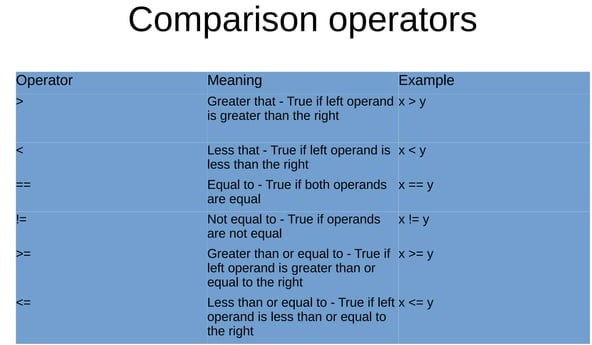 Comparison operators
Operator Meaning Example
> Greater that - True if left operand x > y
is greater than the right
< Less that - True if left operand is x < y
less than the right
== Equal to - True if both operands x == y
are equal
!= Not equal to - True if operands x != y
are not equal
>= Greater than or equal to - True if x >= y
left operand is greater than or
equal to the right
<= Less than or equal to - True if left x <= y
operand is less than or equal to
the right